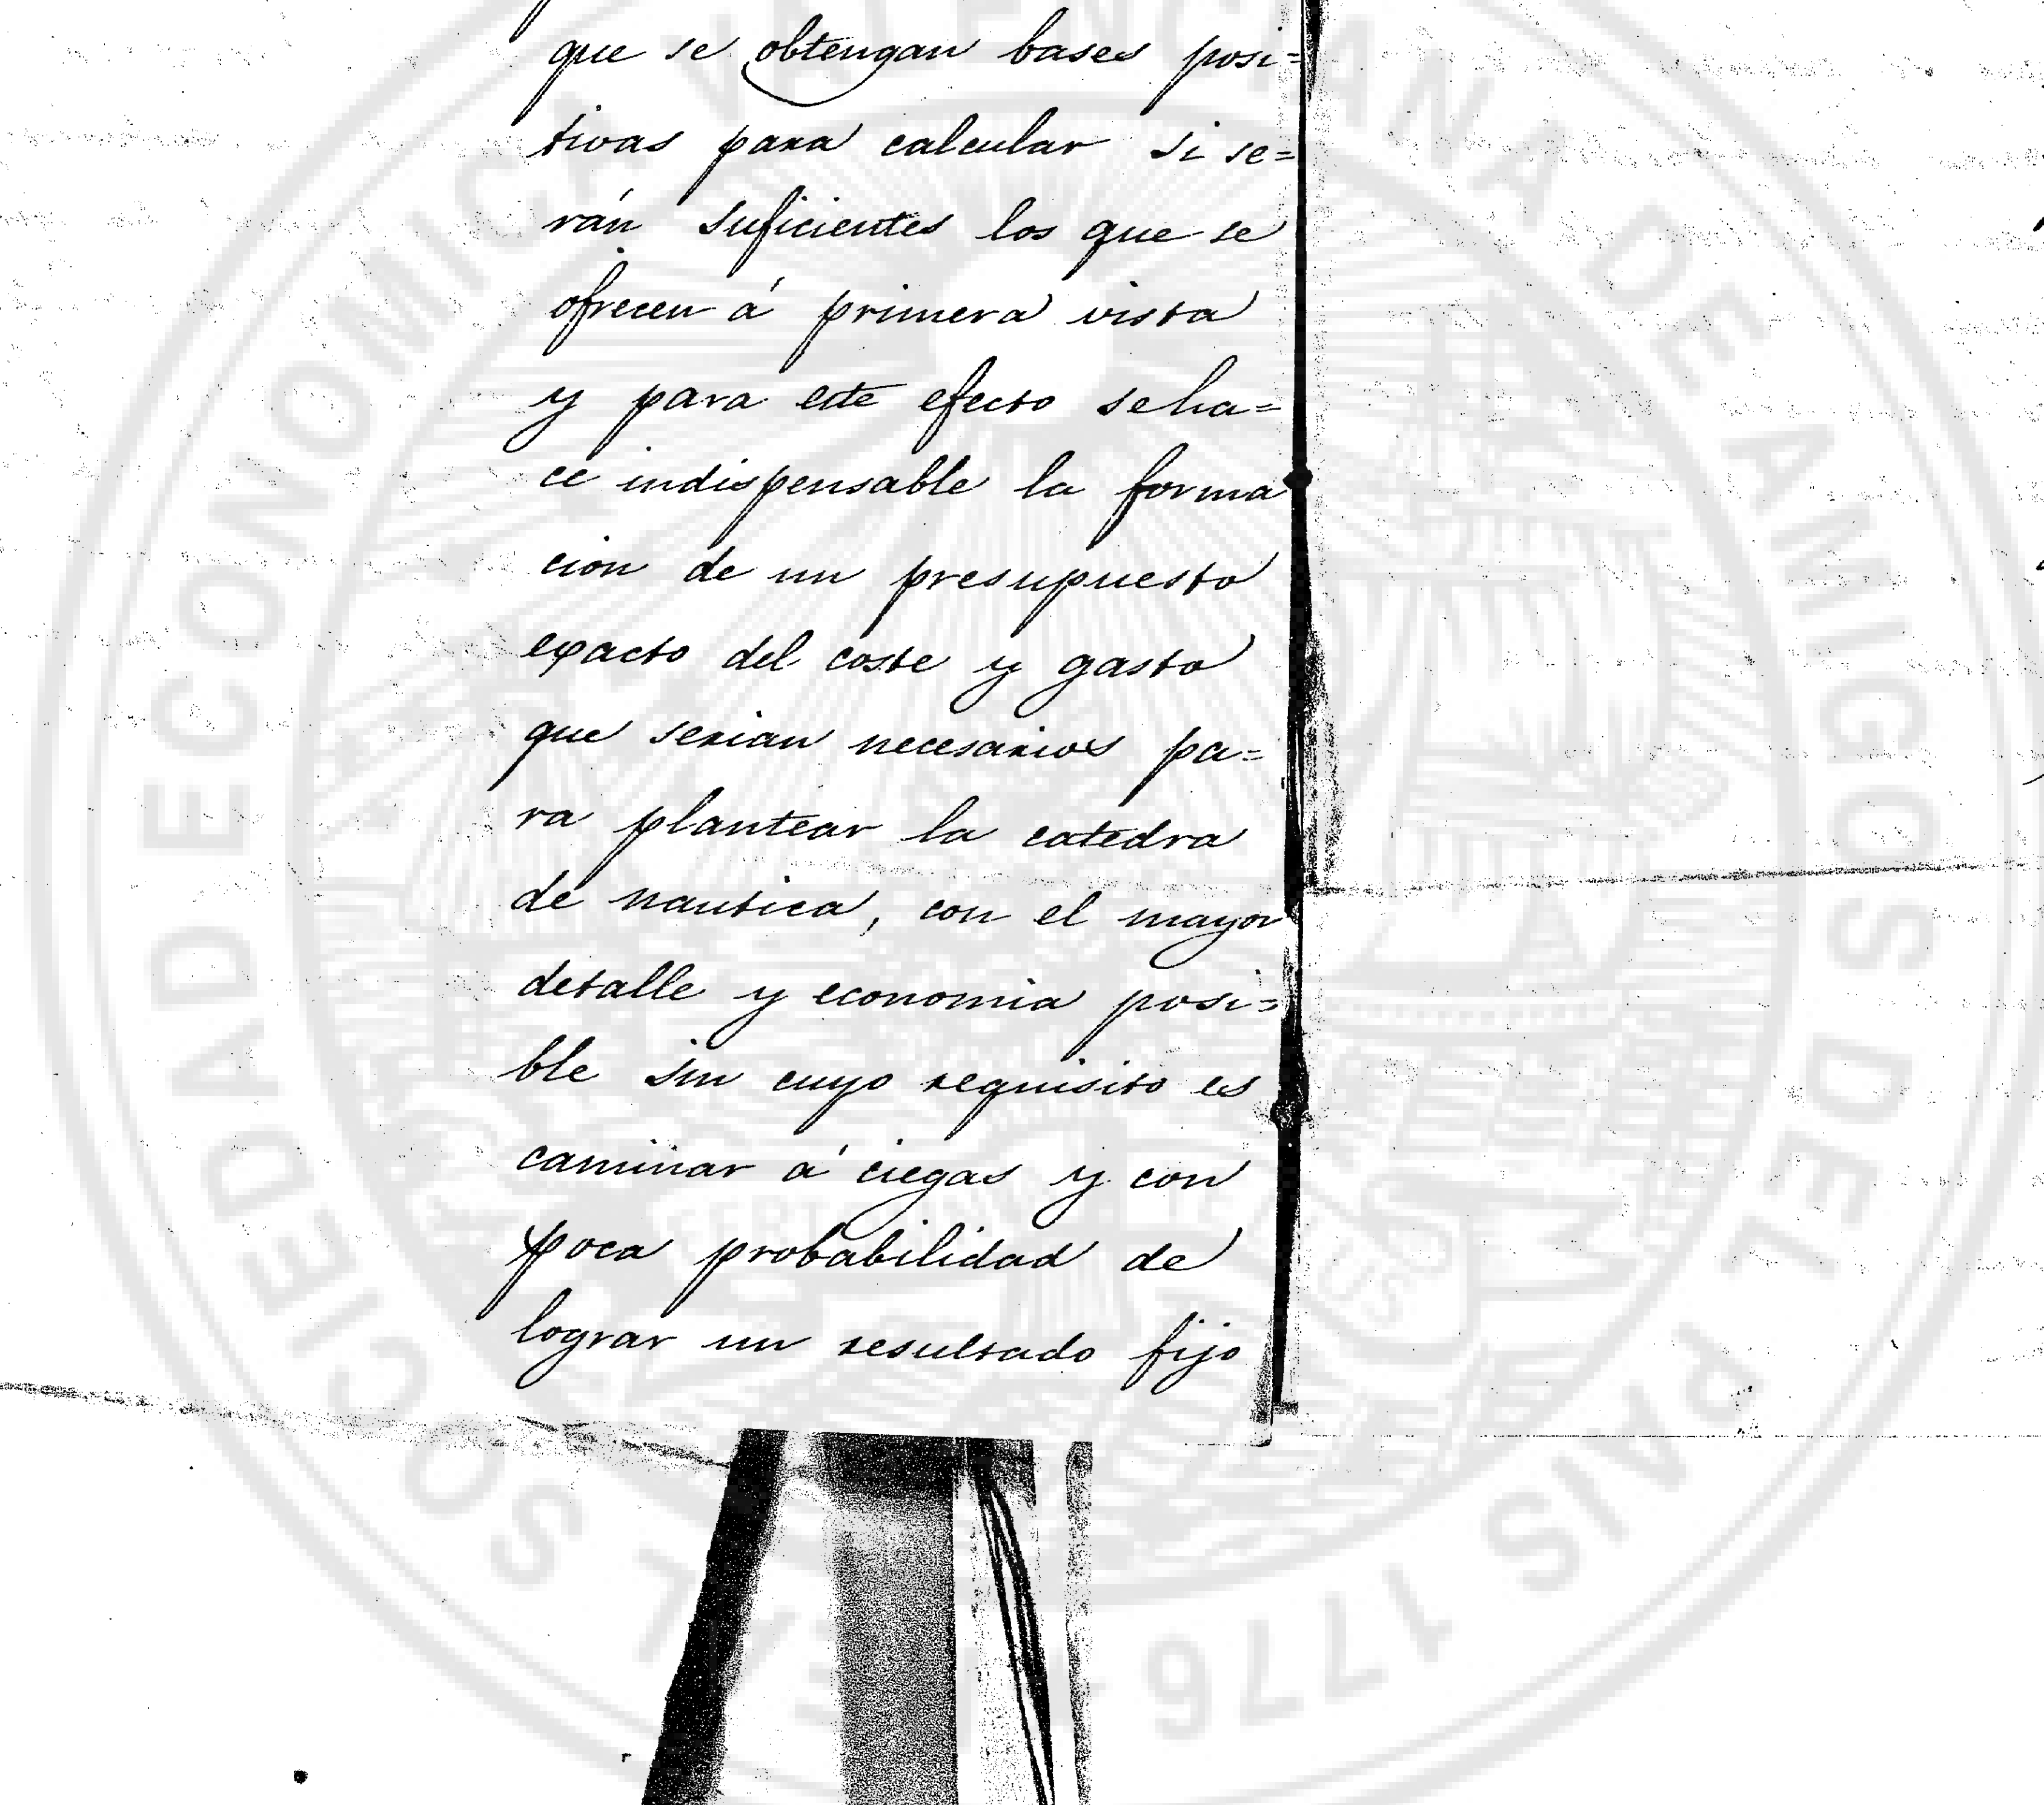 que se obtengan bases posi=
tivas para calcular si se=
rán suficientes los que se
ofrecen á primera vista
y para este efecto se ha=
ce indispensable la forma
cion de un presupuesto
exacto del coste y gasto
que serian necesarios pa=
ra plantear la catedra
de nautica, con el mayor
detalle y economia posi=
ble sin cuyo requisito es
caminar á ciegas y con
poca probabilidad de
lograr un resultado fijo